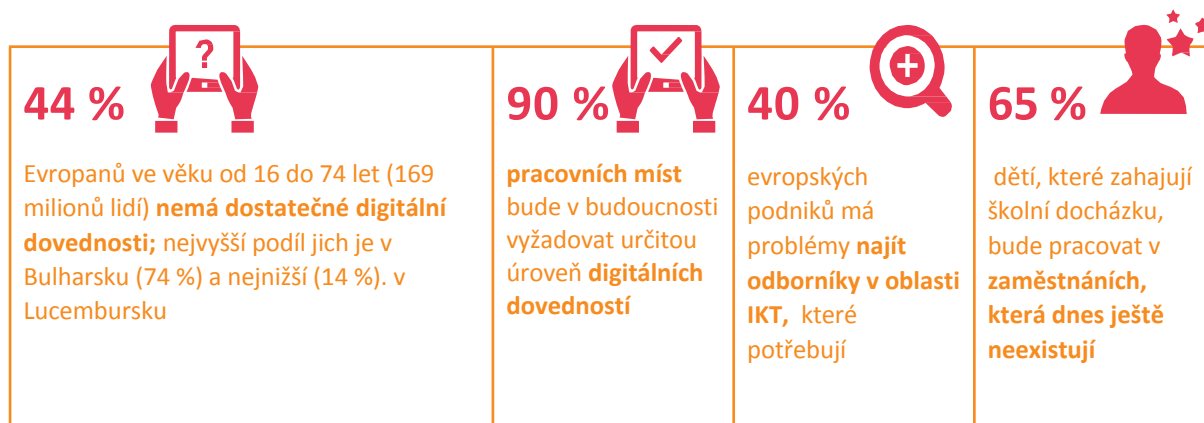 44 %
?
Evropanů ve věku od 16 do 74 let (169
milionů lidí) nemá dostatečné digitální
dovednosti; nejvyšší podíl jich je v
Bulharsku (74 %) a nejnižší (14 %). v
Lucembursku
90 %
pracovních míst
bude v budoucnosti
vyžadovat určitou
úroveň digitálních
dovedností
40 %
evropských
podniků má
problémy najít
odborníky v oblasti
IKT, které
potřebují
65 %
dětí, které zahajují
školní docházku,
bude pracovat v
zaměstnáních,
která dnes ještě
neexistují